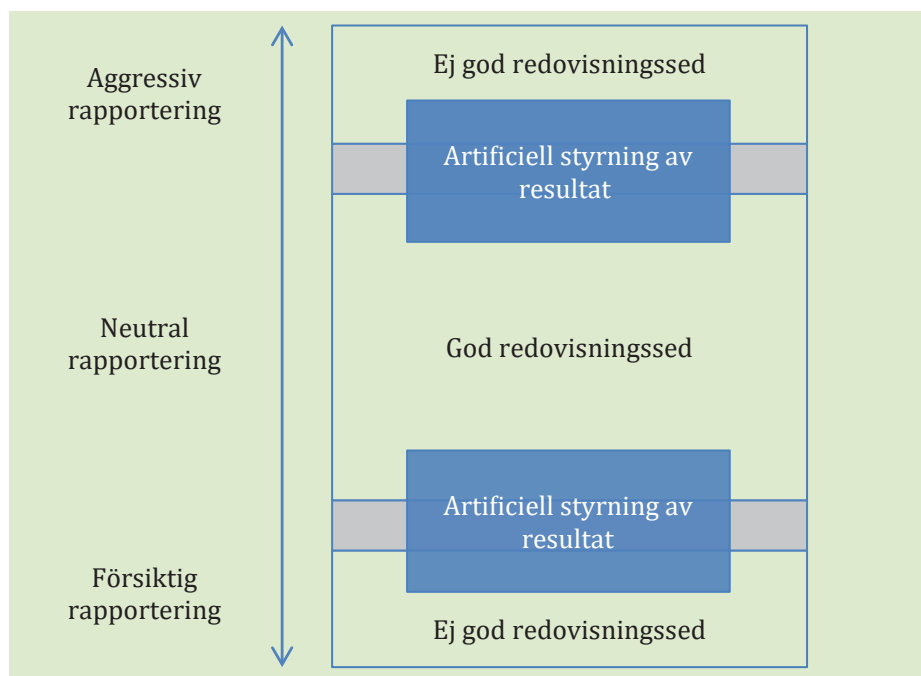 Aggressiv
rapportering
Ej god redovisningssed
Artificiell styrning av
resultat
Neutral
rapportering
God redovisningssed
Artificiell styrning av
resultat
Försiktig
rapportering
Ej god redovisningssed